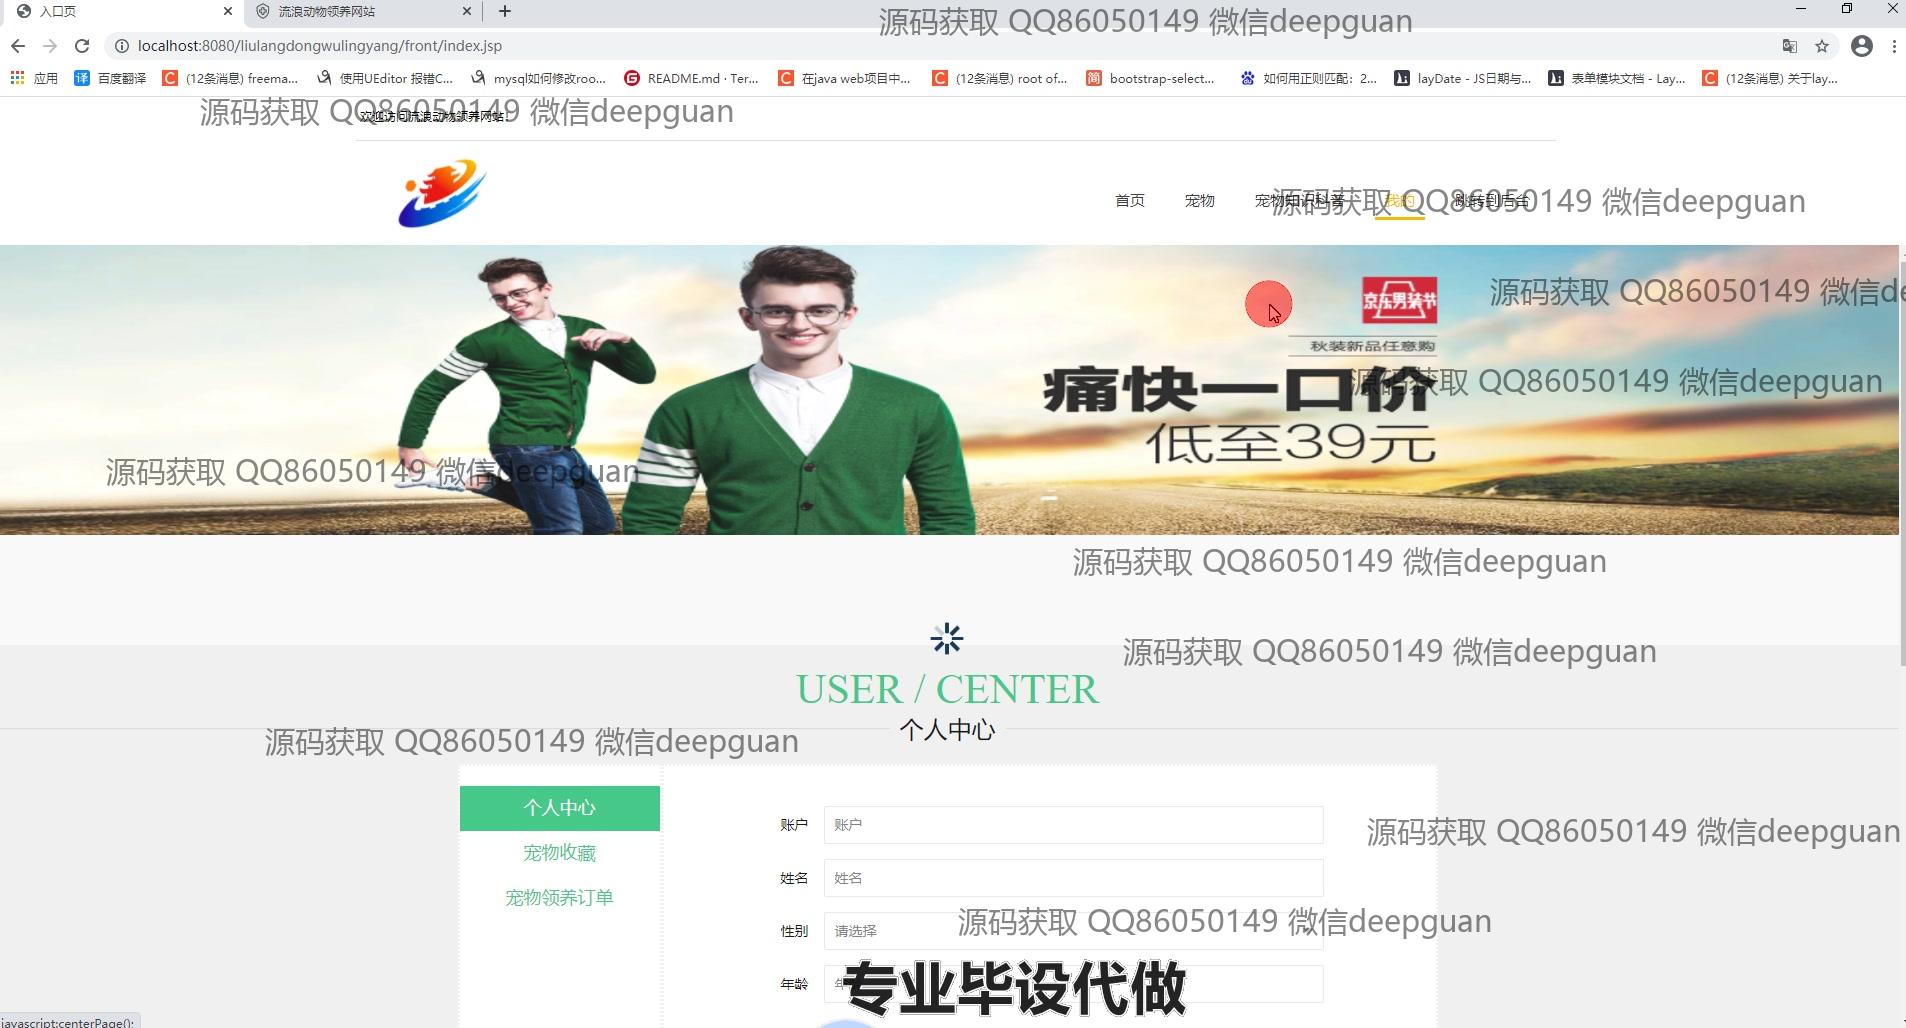 入口页
流浪动物领养网站
源码获取 QQ86050149 微信deepguan
localhost:8080/liulangdongwulingyang/front/index.jsp
应用
百度翻译
(12条消息) freema...
使用UEditor 报错C...
mysql如何修改roo...
README.md · Ter...
在java web项目中...
(12条消息) root of...
bootstrap-select...
如何用正则匹配：2...
layDate - JS日期与...
表单模块文档 - Lay...
(12条消息) 关于lay...
源码获取 QQ86050149 微信deepguan
欢迎访问流浪动物领养网站!
首页
宠物
宠物知识科普
我的
跳转到后台
源码获取 QQ86050149 微信deepguan
京东男装节
源码获取 QQ86050149 微信de
秋装新品任意购
痛快一口价
源码获取 QQ86050149 微信deepguan
低至39元
源码获取 QQ86050149 微信deepguan
源码获取 QQ86050149 微信deepguan
源码获取 QQ86050149 微信deepguan
USER / CENTER
个人中心
源码获取 QQ86050149 微信deepguan
个人中心
宠物收藏
宠物领养订单
账户
账户
源码获取 QQ86050149 微信deepguan
姓名
姓名
性别
请选择
源码获取 QQ86050149 微信deepguan
年龄
专业毕设代做
javascript:centerPage();